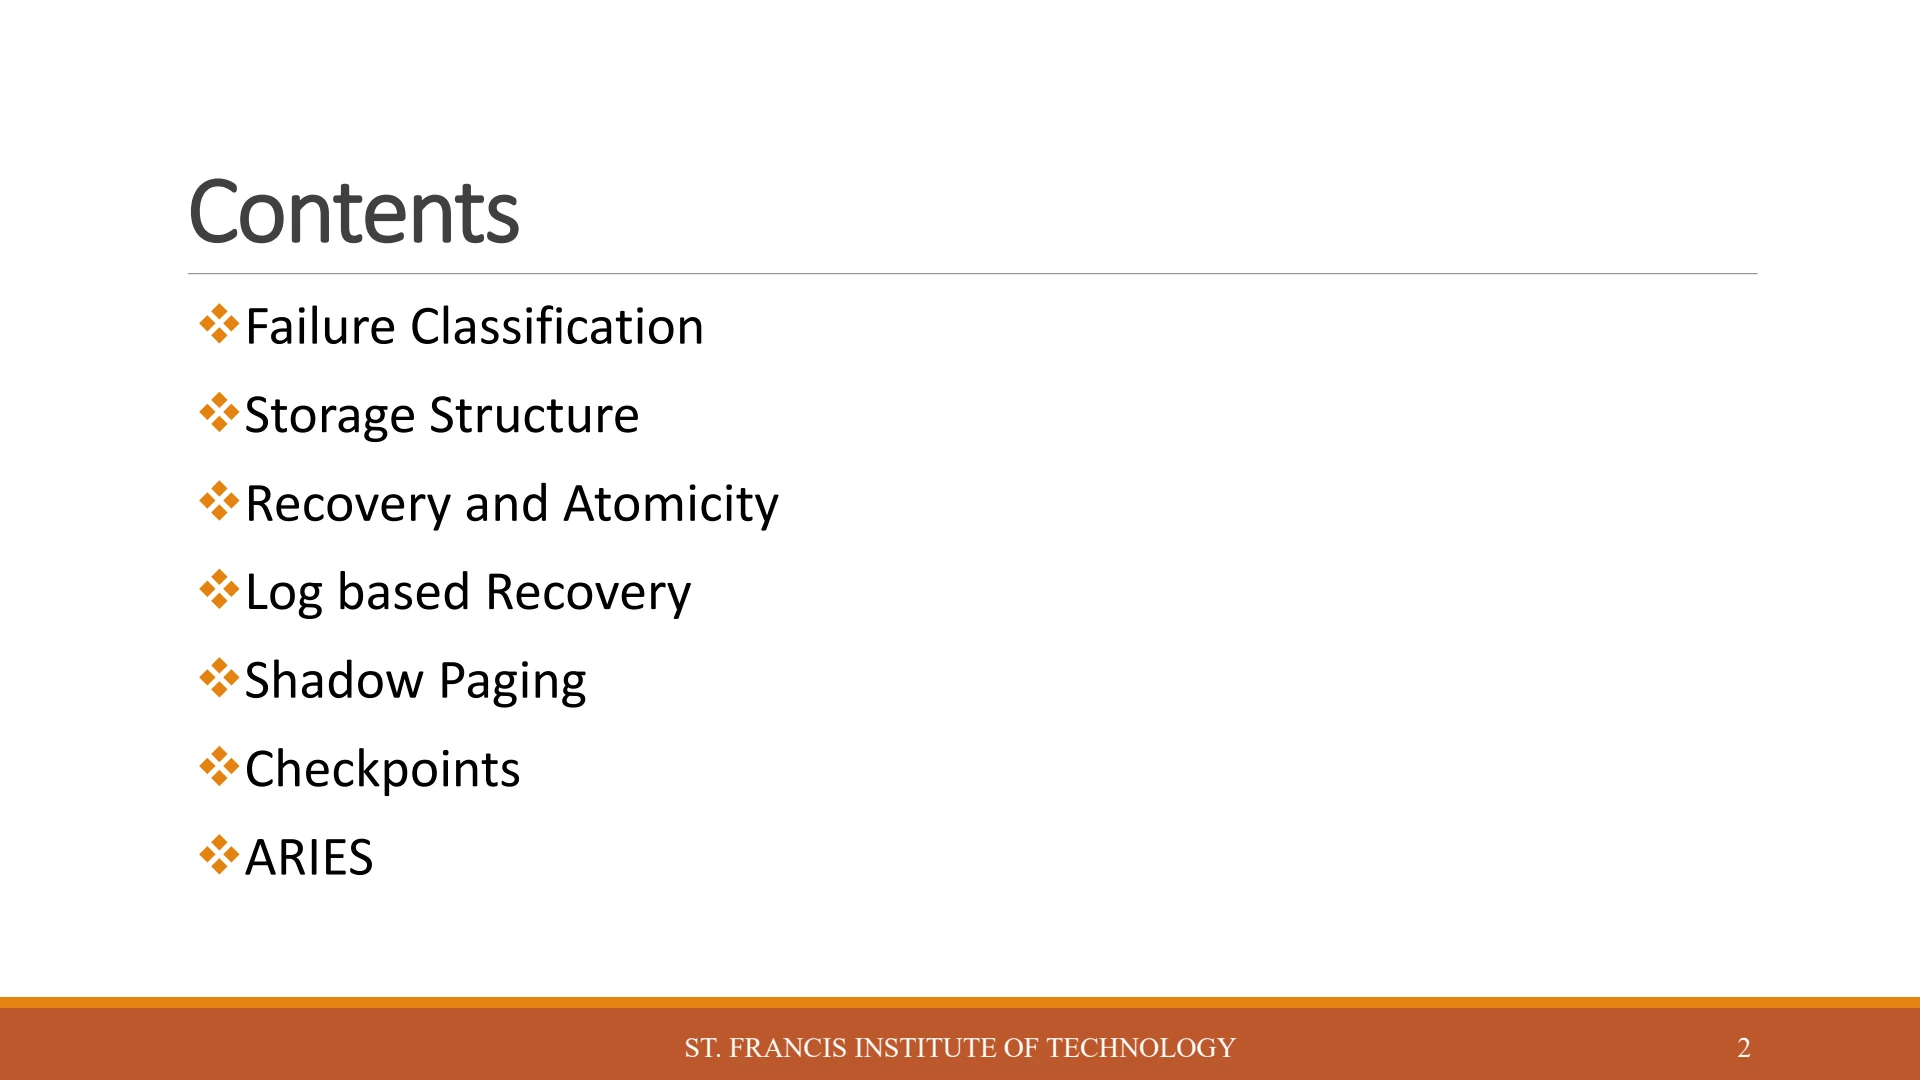 Contents
❖Failure Classification
❖Storage Structure
❖Recovery and Atomicity
❖Log based Recovery
❖Shadow Paging
❖Checkpoints
❖ARIES
ST. FRANCIS INSTITUTE OF TECHNOLOGY
2